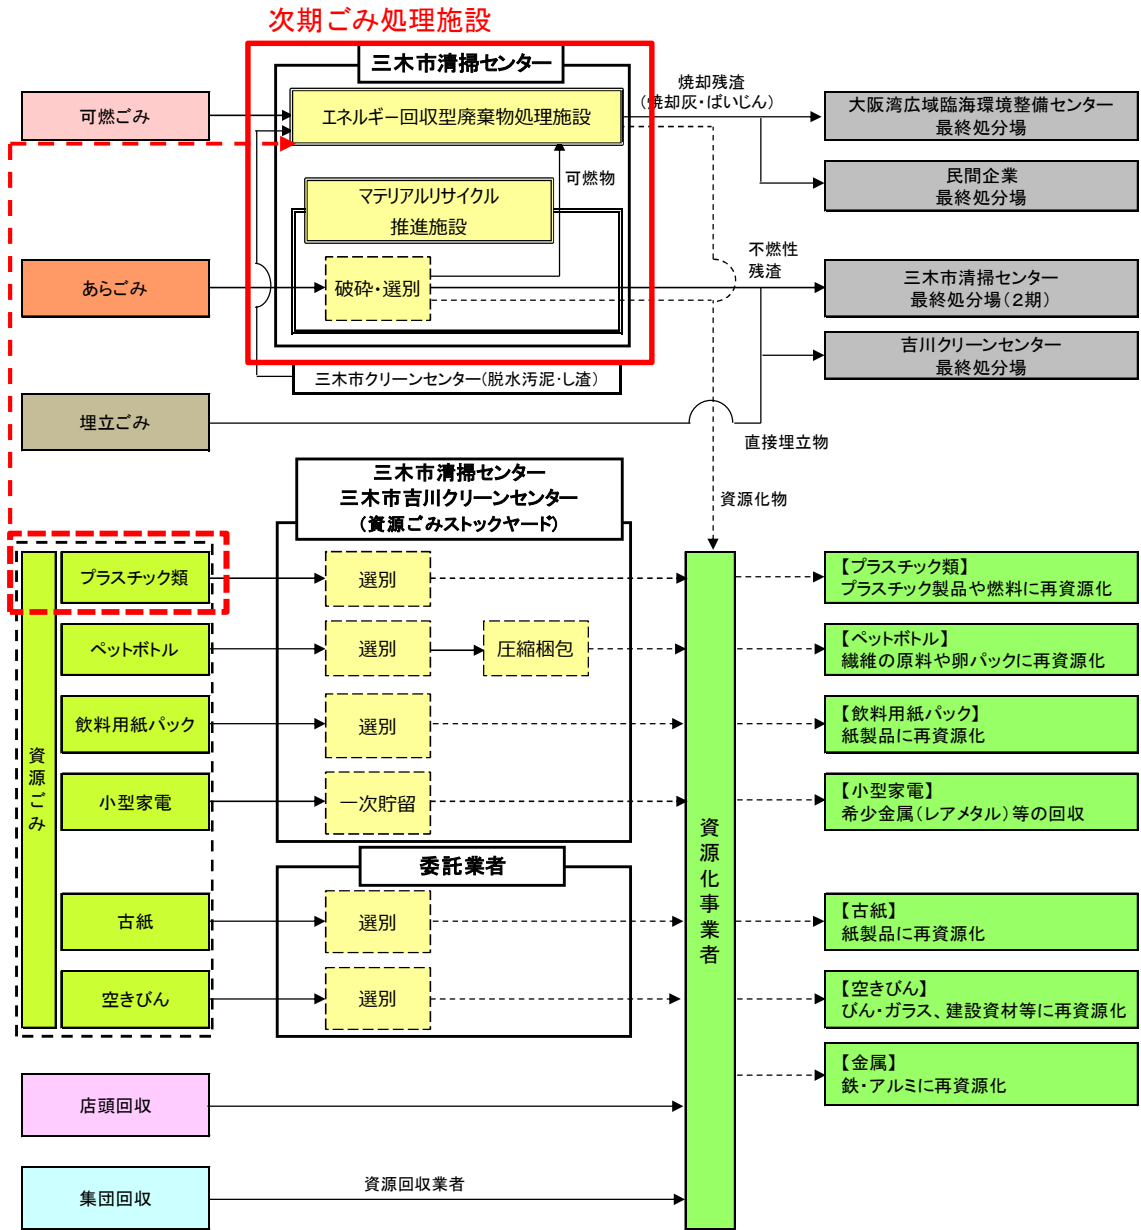 次期ごみ処理施設
三木市清掃センター
可燃ごみ
エネルギー回収型廃棄物処理施設
焼却残渣
(焼却灰・ばいじん)
大阪湾広域臨海環境整備センター
最終処分場
可燃物
民間企業
最終処分場
マテリアルリサイクル
推進施設
あらごみ
破砕・選別
不燃性
残渣
三木市清掃センター
最終処分場(2期)
吉川クリーンセンター
最終処分場
三木市クリーンセンター(脱水汚泥・し渣)
埋立ごみ
直接埋立物
資源化物
三木市清掃センター
三木市吉川クリーンセンター
(資源ごみストックヤード)
資源ごみ
プラスチック類
選別
【プラスチック類】
プラスチック製品や燃料に再資源化
ペットボトル
選別
圧縮梱包
【ペットボトル】
繊維の原料や卵パックに再資源化
飲料用紙パック
選別
【飲料用紙パック】
紙製品に再資源化
小型家電
一次貯留
【小型家電】
希少金属(レアメタル)等の回収
資源化事業者
委託業者
古紙
選別
【古紙】
紙製品に再資源化
空きびん
選別
【空きびん】
びん・ガラス、建設資材等に再資源化
【金属】
鉄・アルミに再資源化
店頭回収
集団回収
資源回収業者